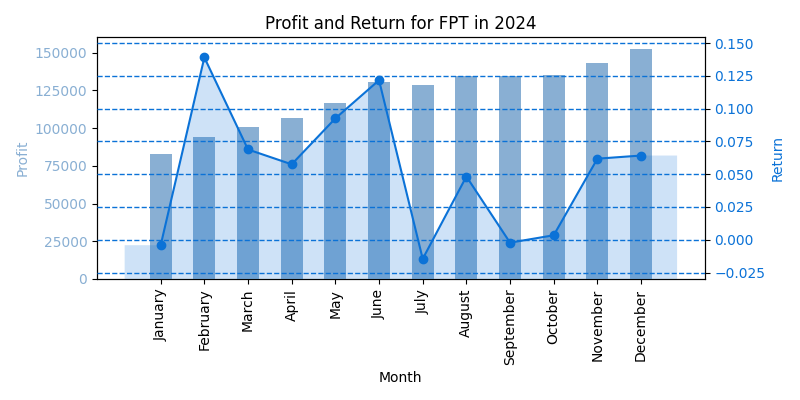 Profit and Return for FPT in 2024
Profit
150000
125000
100000
75000
50000
25000
0
0.150
0.125
0.100
0.075
0.050
0.025
0.000
−0.025
Return
January
February
March
April
May
June
July
August
September
October
November
December
Month